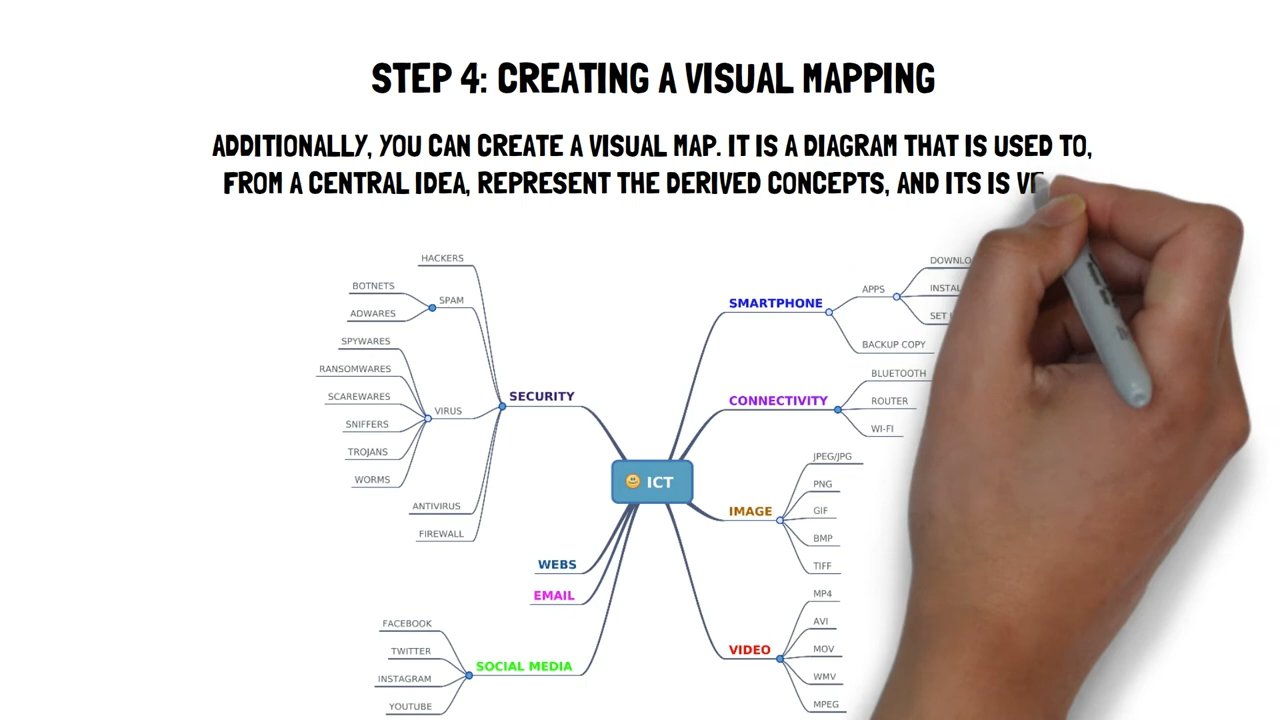 STEP 4: CREATING A VISUAL MAPPING
ADDITIONALLY, YOU CAN CREATE A VISUAL MAP. IT IS A DIAGRAM THAT IS USED TO,
FROM A CENTRAL IDEA, REPRESENT THE DERIVED CONCEPTS, AND ITS IS
HACKERS
BOTNETS
SPAM
ADWARES
SPYWARES
RANSOMWARES
SCAREWARES
VIRUS
SNIFFERS
TROJANS
WORMS
ANTIVIRUS
FIREWALL
SECURITY
WEBS
EMAIL
FACEBOOK
TWITTER
INSTAGRAM
YOUTUBE
SOCIAL MEDIA
ICT
SMARTPHONE
APPS
BACKUP COPY
CONNECTIVITY
BLUETOOTH
ROUTER
WI-FI
IMAGE
JPEG/JPG
PNG
GIF
BMP
TIFF
VIDEO
MP4
AVI
MOV
WMV
MPEG